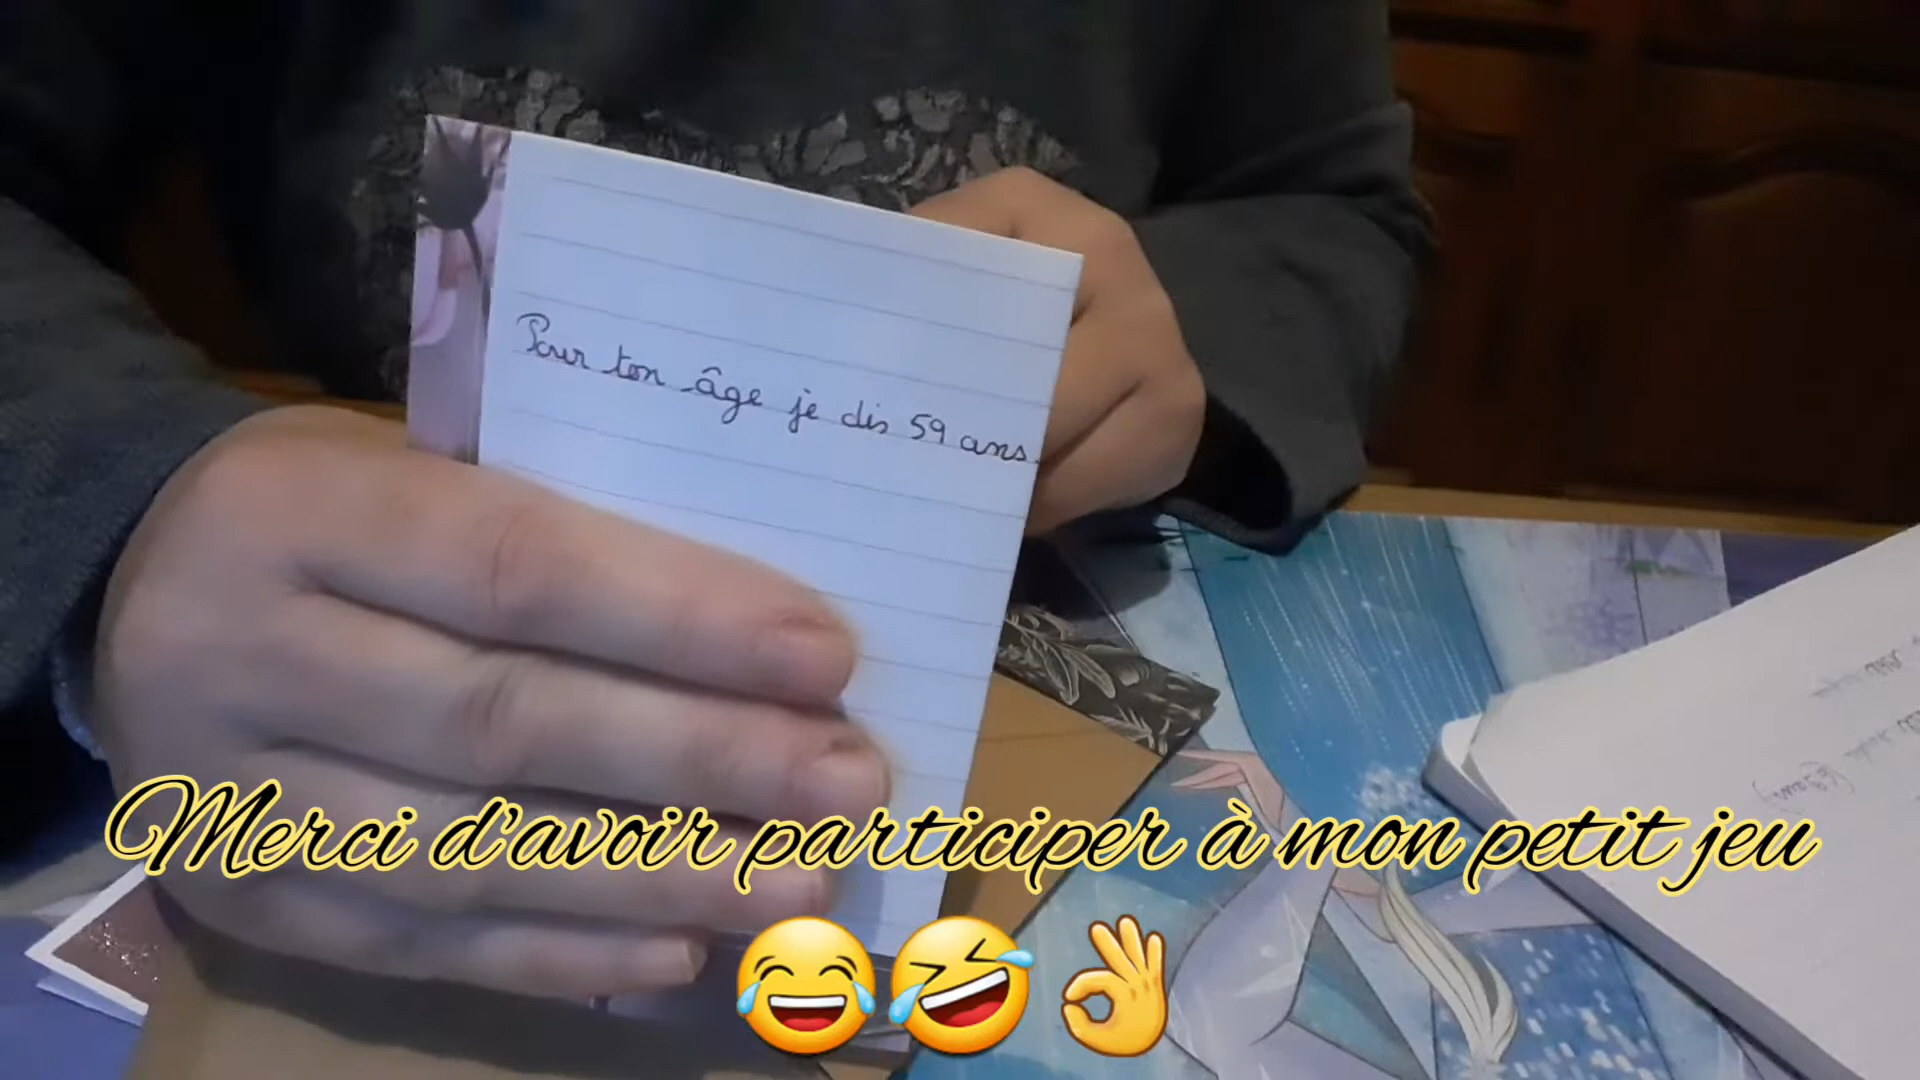 Pour ton âge je dis 59 ans.
Merci d'avoir participer à mon petit jeu
😂🤣👌